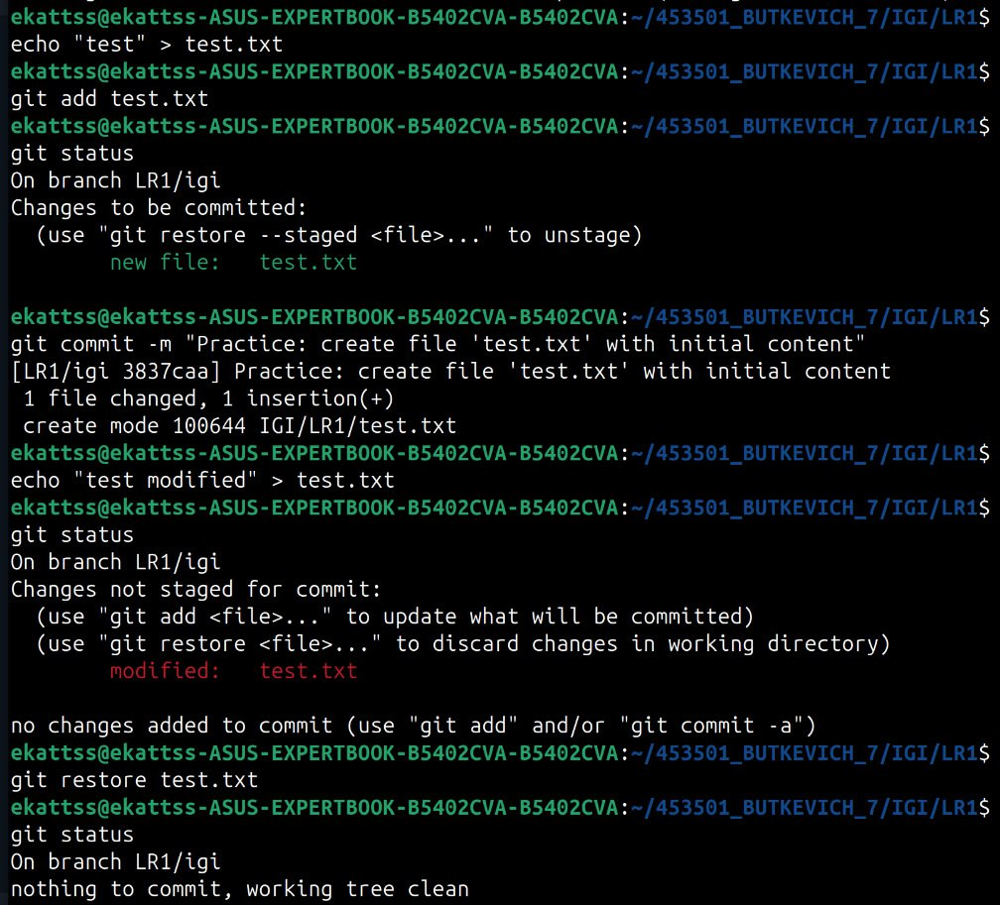 ekattss@ekattss-ASUS-EXPERTBOOK-B5402CVA-B5402CVA:~/453501_BUTKEVICH_7/IGI/LR1$
echo "test" > test.txt
ekattss@ekattss-ASUS-EXPERTBOOK-B5402CVA-B5402CVA:~/453501_BUTKEVICH_7/IGI/LR1$
git add test.txt
ekattss@ekattss-ASUS-EXPERTBOOK-B5402CVA-B5402CVA:~/453501_BUTKEVICH_7/IGI/LR1$
git status
On branch LR1/igi
Changes to be committed:
  (use "git restore --staged <file>..." to unstage)
        new file:   test.txt

ekattss@ekattss-ASUS-EXPERTBOOK-B5402CVA-B5402CVA:~/453501_BUTKEVICH_7/IGI/LR1$
git commit -m "Practice: create file 'test.txt' with initial content"
[LR1/igi 3837caa] Practice: create file 'test.txt' with initial content
 1 file changed, 1 insertion(+)
 create mode 100644 IGI/LR1/test.txt
ekattss@ekattss-ASUS-EXPERTBOOK-B5402CVA-B5402CVA:~/453501_BUTKEVICH_7/IGI/LR1$
echo "test modified" > test.txt
ekattss@ekattss-ASUS-EXPERTBOOK-B5402CVA-B5402CVA:~/453501_BUTKEVICH_7/IGI/LR1$
git status
On branch LR1/igi
Changes not staged for commit:
  (use "git add <file>..." to update what will be committed)
  (use "git restore <file>..." to discard changes in working directory)
        modified:   test.txt

no changes added to commit (use "git add" and/or "git commit -a")
ekattss@ekattss-ASUS-EXPERTBOOK-B5402CVA-B5402CVA:~/453501_BUTKEVICH_7/IGI/LR1$
git restore test.txt
ekattss@ekattss-ASUS-EXPERTBOOK-B5402CVA-B5402CVA:~/453501_BUTKEVICH_7/IGI/LR1$
git status
On branch LR1/igi
nothing to commit, working tree clean